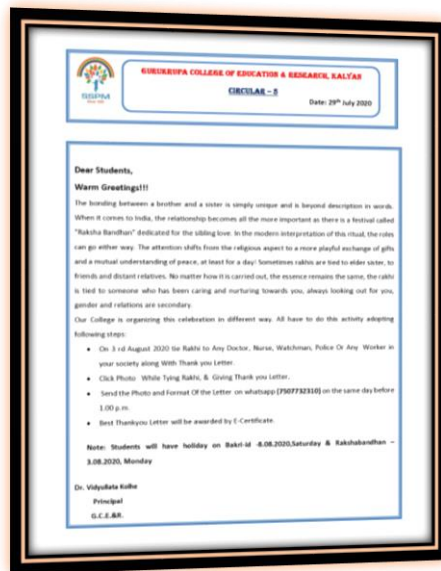 SSPM
GURUKRUPA COLLEGE OF EDUCATION & RESEARCH, KALYAN
CIRCULAR – 5
Date: 29th July 2020
Dear Students,
Warm Greetings!!!
The bonding between a brother and a sister is simply unique and is beyond description in words.
When it comes to India, the relationship becomes all the more important as there is a festival called
"Raksha Bandhan" dedicated for the sibling love. In the modern interpretation of this ritual, the roles
can go either way. The attention shifts from the religious aspect to a more playful exchange of gifts
and a mutual understanding of peace, at least for a day! Sometimes rakhis are tied to elder sister, to
friends and distant relatives. No matter how it is carried out, the essence remains the same, the rakhi
is tied to someone who has been caring and nurturing towards you, always looking out for you,
gender and relations are secondary.
Our College is organizing this celebration in different way. All have to do this activity adopting
following steps:
• On 3 rd August 2020 tie Rakhi to Any Doctor, Nurse, Watchman, Police Or Any Worker in
your society along With Thank you Letter.
• Click Photo While Tying Rakhi, & Giving Thank you Letter.
• Send the Photo and Format Of the Letter on whatsapp (7507732310) on the same day before
1.00 p.m.
• Best Thankyou Letter will be awarded by E-Certificate.
Note: Students will have holiday on Bakri-id -8.08.2020,Saturday & Rakshabandhan –
3.08.2020, Monday
Dr. Vidyullata Kolhe
Principal
G.C.E.&R.